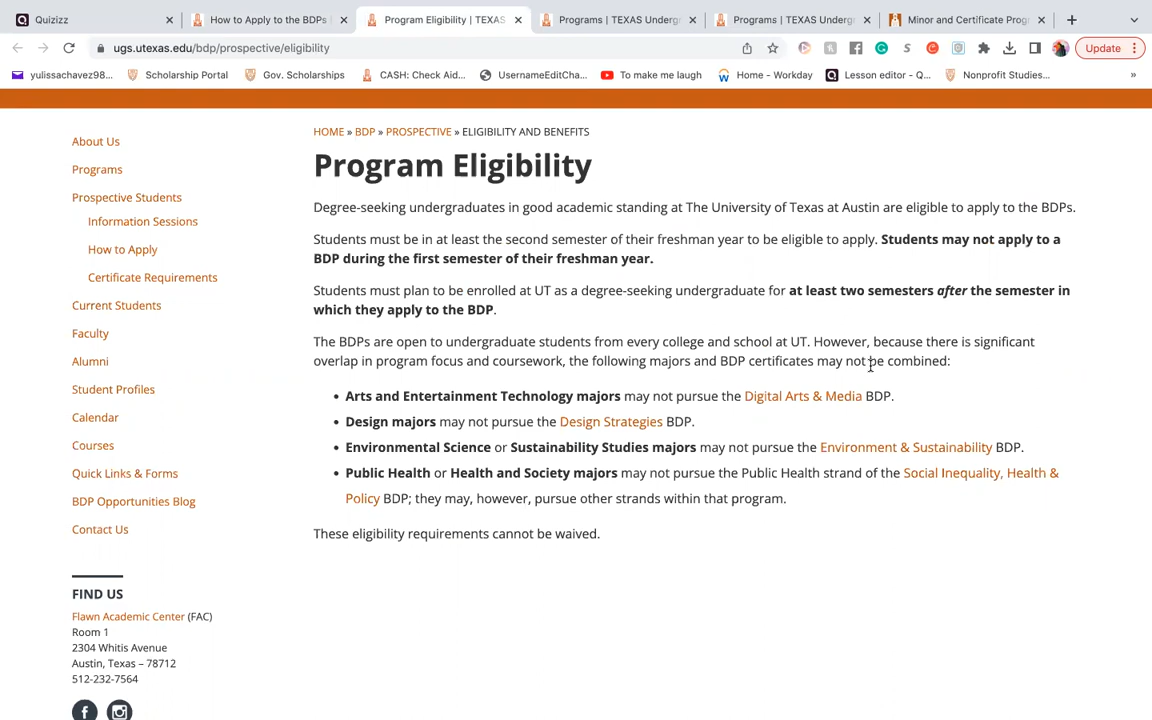 Quizizz
How to Apply to the BDPs
Program Eligibility | TEXAS
Programs | TEXAS Undergr
Programs | TEXAS Undergr
Minor and Certificate Prog
ugs.utexas.edu/bdp/prospective/eligibility
Update
yulissachavez98...
Scholarship Portal
Gov. Scholarships
CASH: Check Aid...
UsernameEditCha...
To make me laugh
Home - Workday
Lesson editor - Q...
Nonprofit Studies...
»
About Us
Programs
Prospective Students
Information Sessions
How to Apply
Certificate Requirements
Current Students
Faculty
Alumni
Student Profiles
Calendar
Courses
Quick Links & Forms
BDP Opportunities Blog
Contact Us
FIND US
Flawn Academic Center (FAC)
Room 1
2304 Whitis Avenue
Austin, Texas – 78712
512-232-7564
HOME » BDP » PROSPECTIVE » ELIGIBILITY AND BENEFITS
Program Eligibility
Degree-seeking undergraduates in good academic standing at The University of Texas at Austin are eligible to apply to the BDPs.
Students must be in at least the second semester of their freshman year to be eligible to apply. Students may not apply to a
BDP during the first semester of their freshman year.
Students must plan to be enrolled at UT as a degree-seeking undergraduate for at least two semesters after the semester in
which they apply to the BDP.
The BDPs are open to undergraduate students from every college and school at UT. However, because there is significant
overlap in program focus and coursework, the following majors and BDP certificates may not be combined:
• Arts and Entertainment Technology majors may not pursue the Digital Arts & Media BDP.
• Design majors may not pursue the Design Strategies BDP.
• Environmental Science or Sustainability Studies majors may not pursue the Environment & Sustainability BDP.
• Public Health or Health and Society majors may not pursue the Public Health strand of the Social Inequality, Health &
Policy BDP; they may, however, pursue other strands within that program.
These eligibility requirements cannot be waived.